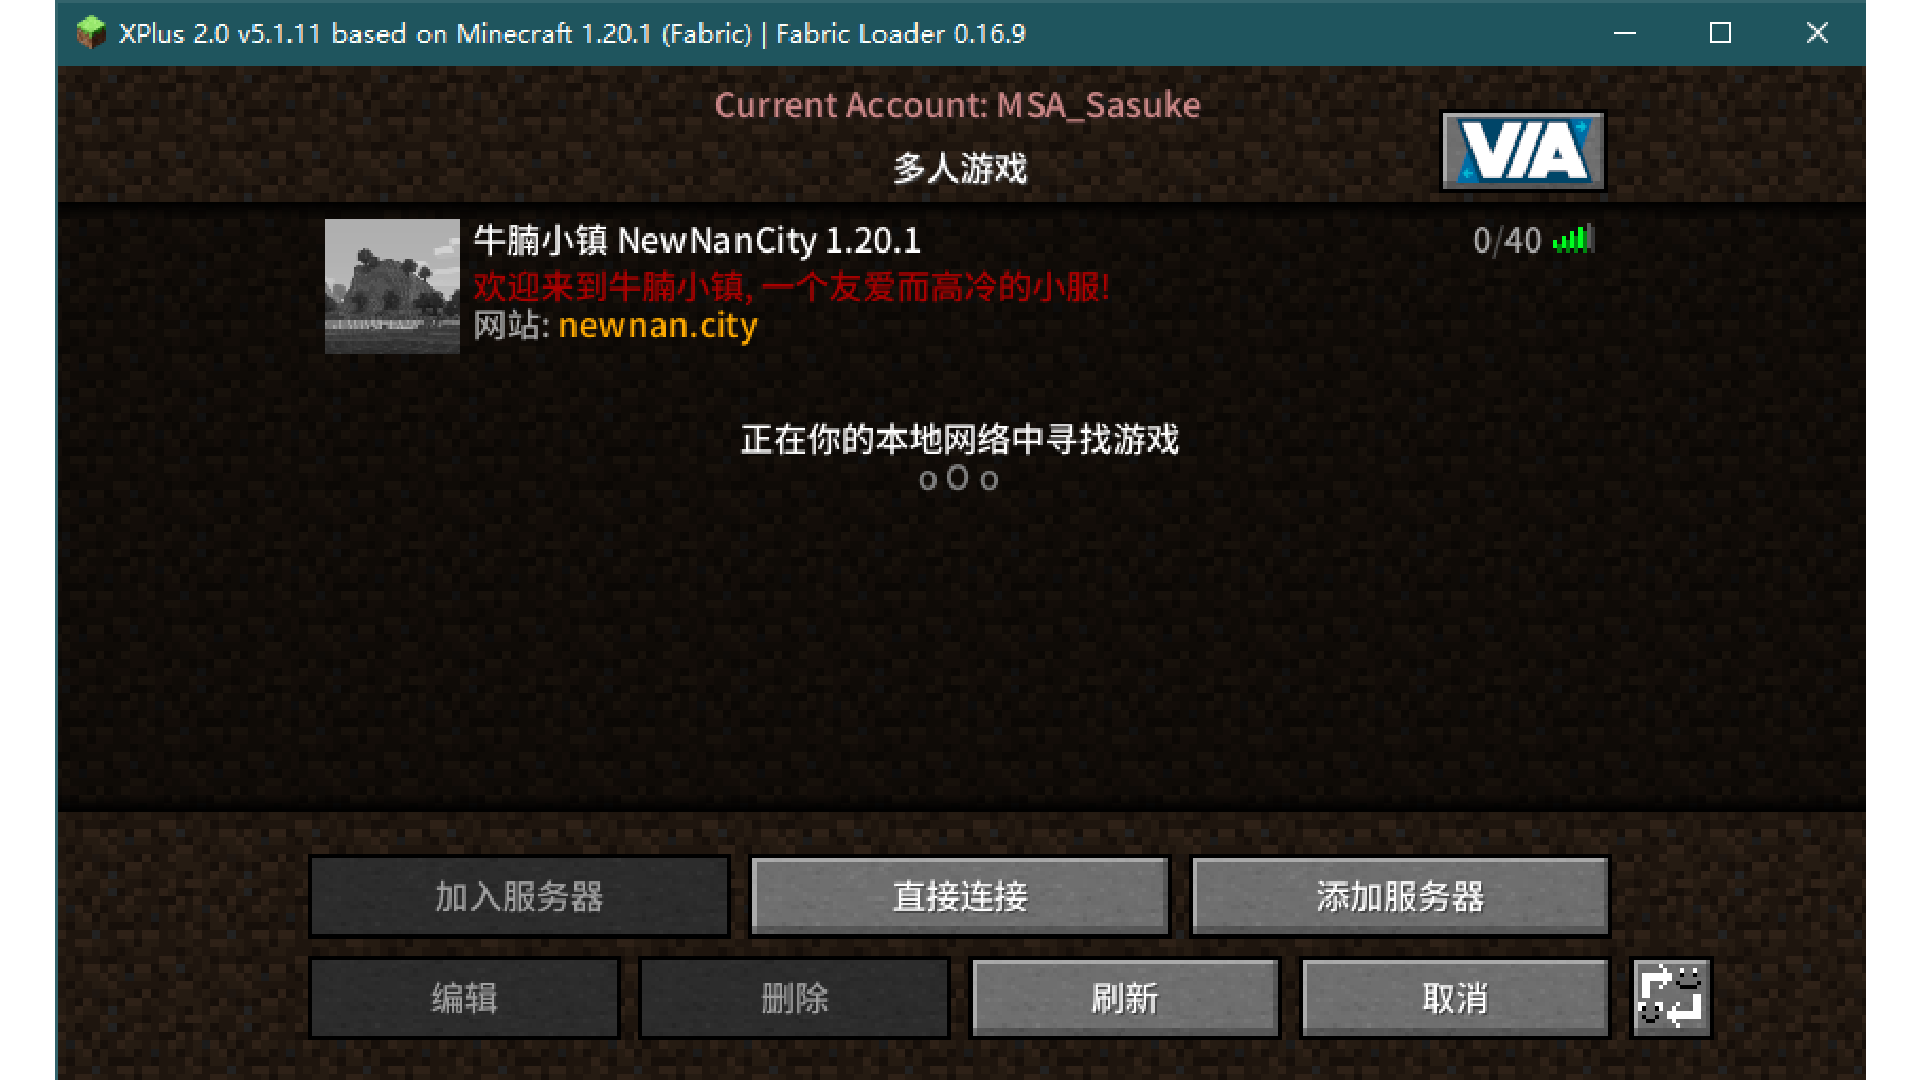 XPlus 2.0 v5.1.11 based on Minecraft 1.20.1 (Fabric) | Fabric Loader 0.16.9
Current Account: MSA_Sasuke
多人游戏
VIA
牛腩小镇 NewNanCity 1.20.1
0/40
欢迎来到牛腩小镇, 一个友爱而高冷的小服!
网站: newnan.city
正在你的本地网络中寻找游戏
o O o
加入服务器
直接连接
添加服务器
编辑
删除
刷新
取消